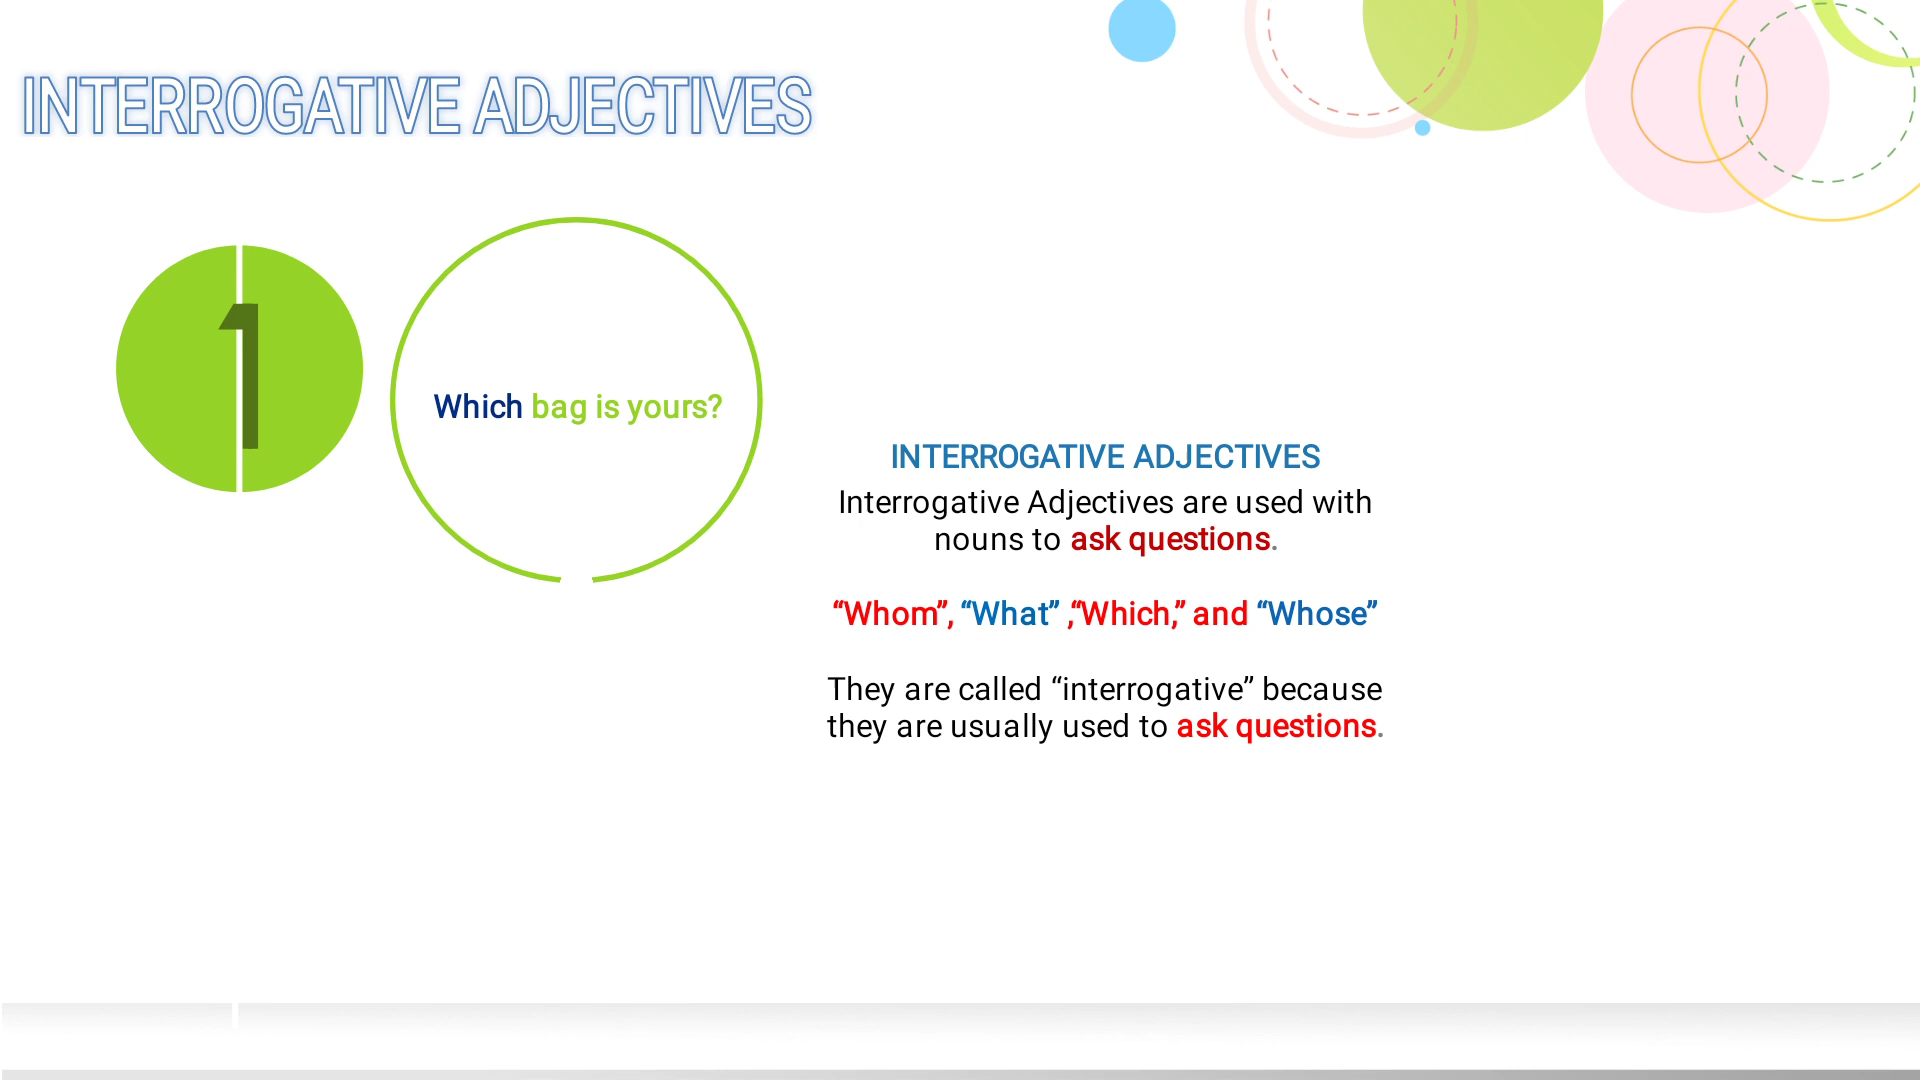 INTERROGATIVE ADJECTIVES
1
Which bag is yours?
INTERROGATIVE ADJECTIVES
Interrogative Adjectives are used with
nouns to ask questions.
“Whom”, “What” ,“Which,” and “Whose”
They are called “interrogative” because
they are usually used to ask questions.